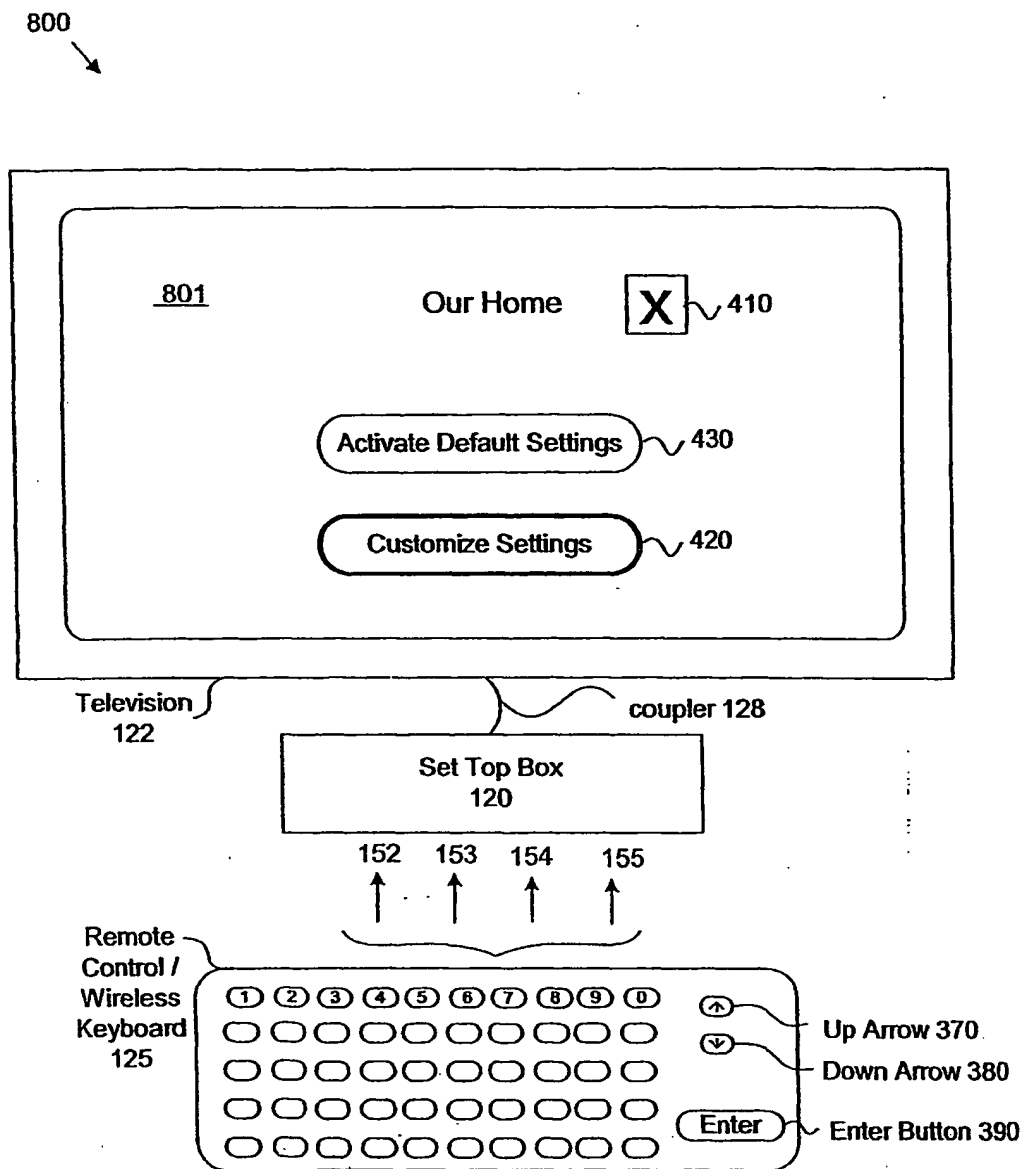 800
801
Our Home
X
410
Activate Default Settings
430
Customize Settings
420
Television
122
coupler 128
Set Top Box
120
152 153 154 155
Remote
Control /
Wireless
Keyboard
125
1 2 3 4 5 6 7 8 9 0
Up Arrow 370
Down Arrow 380
Enter
Enter Button 390